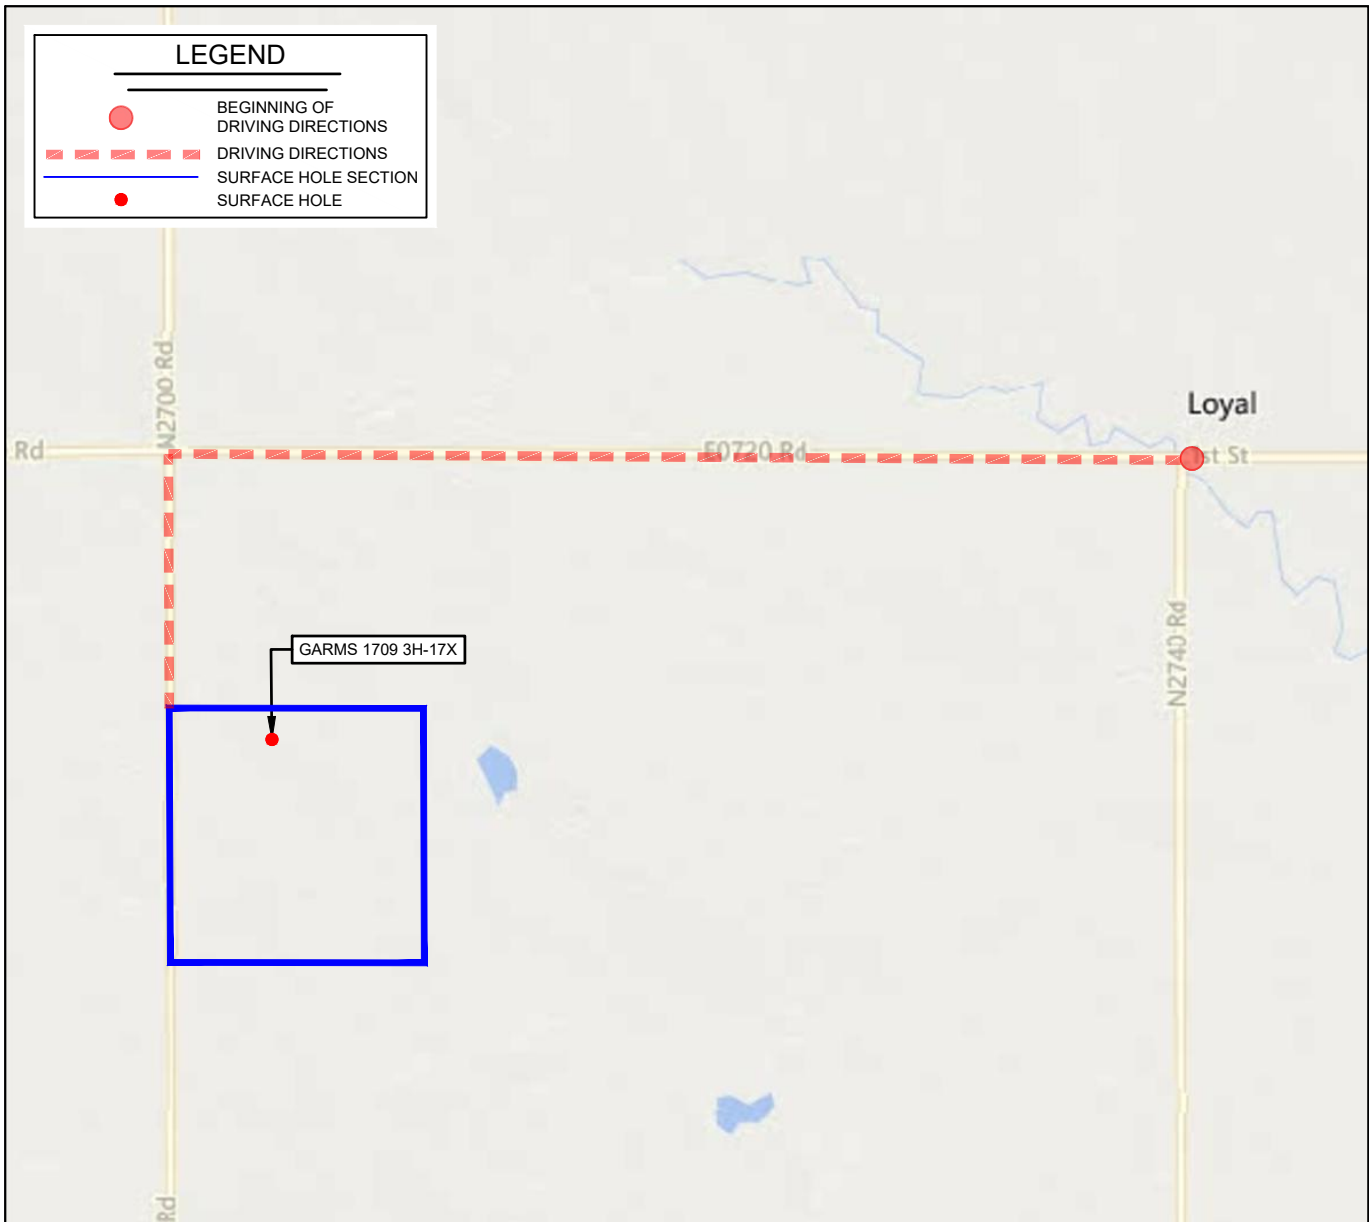 LEGEND
BEGINNING OF
DRIVING DIRECTIONS
DRIVING DIRECTIONS
SURFACE HOLE SECTION
SURFACE HOLE
N2700 Rd
Loyal
Rd
E0720 Rd
1st St
N2740 Rd
GARMS 1709 3H-17X
Rd